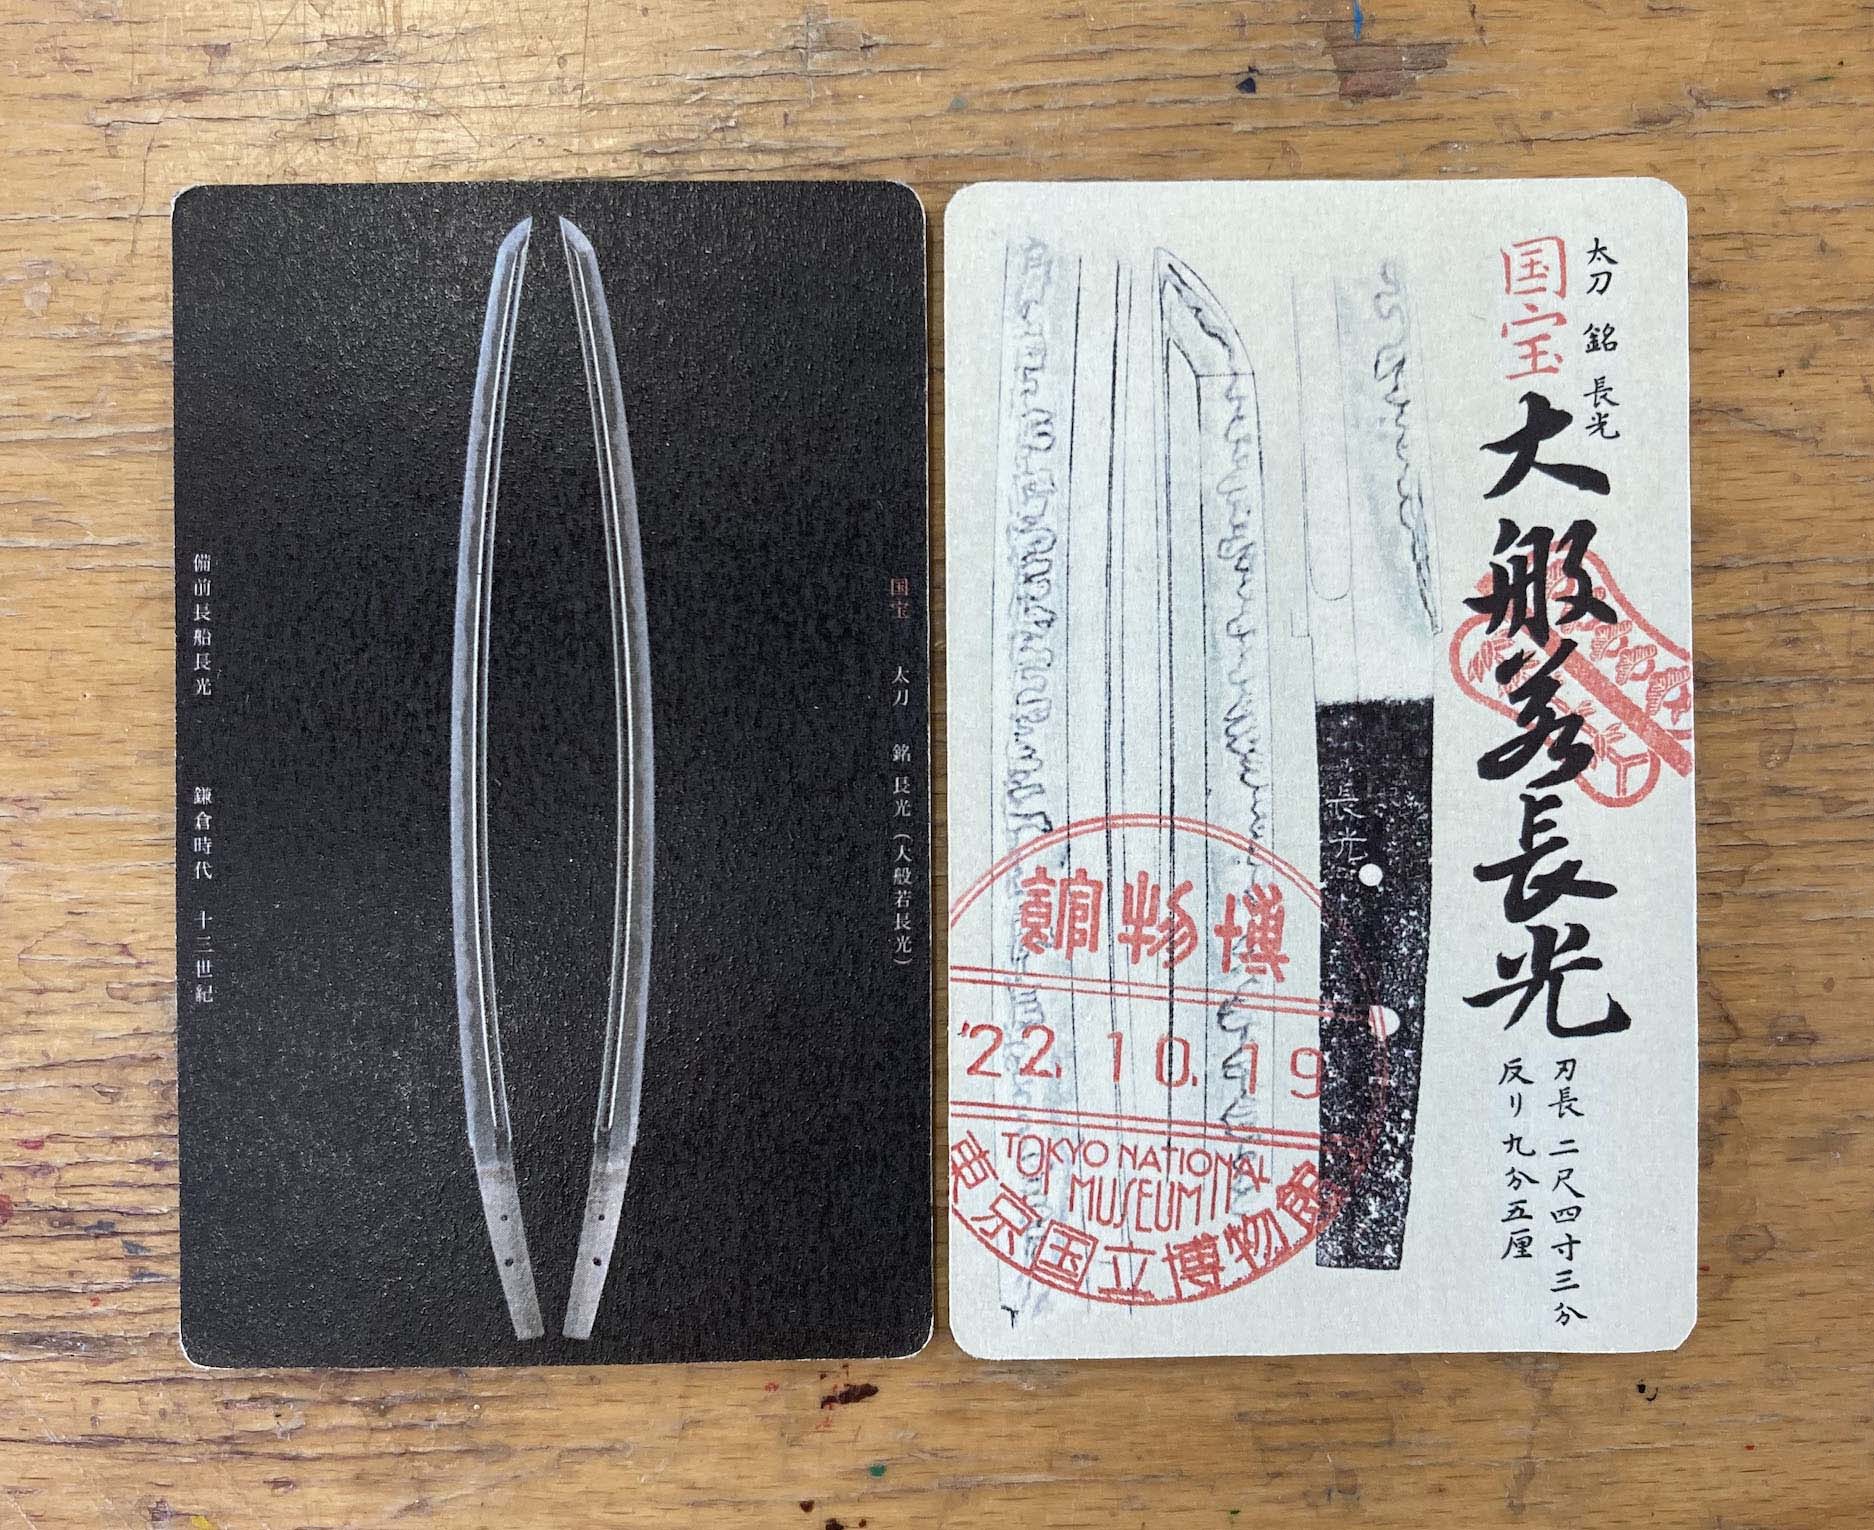 国宝 太刀 銘 長光（大般若長光）
備前長船長光 鎌倉時代 十三世紀
太刀 銘 長光
国宝
大般若長光
刃長 二尺四寸三分
反り 九分五厘
長光
博物館
'22.10.19
TOKYO NATIONAL
MUSEUM
東京国立博物館